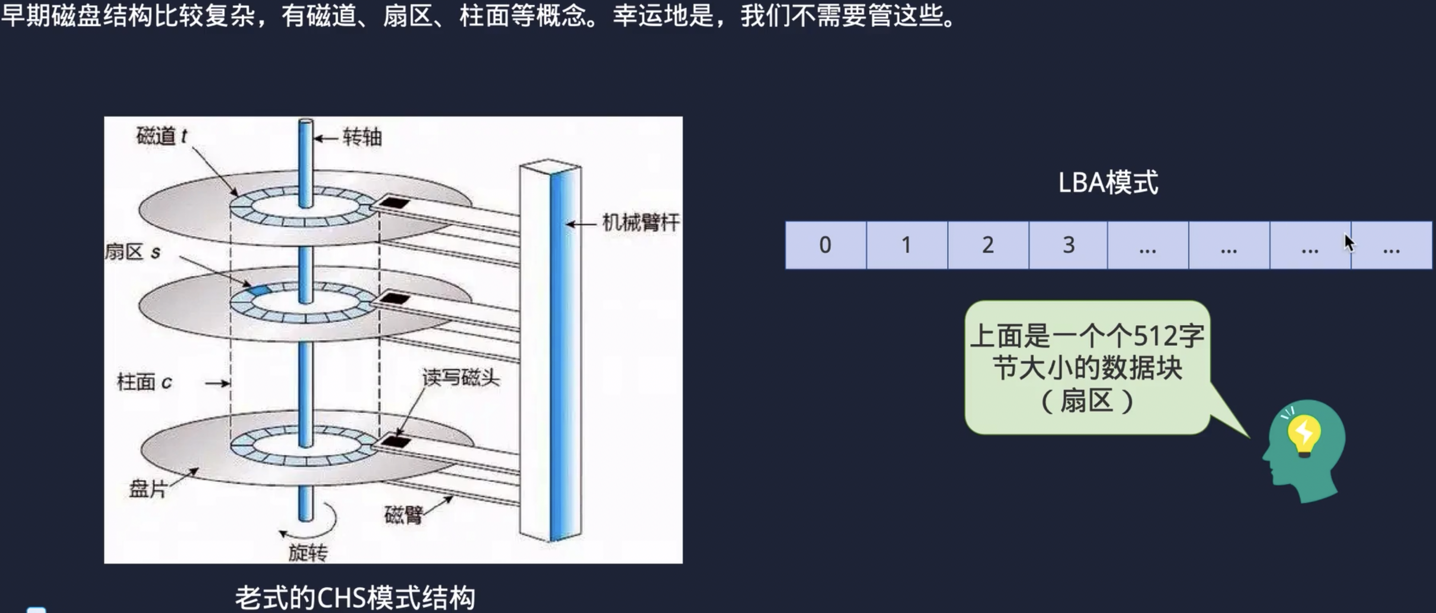 早期磁盘结构比较复杂，有磁道、扇区、柱面等概念。幸运地是，我们不需要管这些。
磁道 t
转轴
机械臂杆
扇区 s
柱面 c
读写磁头
盘片
磁臂
旋转
老式的CHS模式结构
LBA模式
0 1 2 3 ... ... ... ...
上面是一个个512字
节大小的数据块
（扇区）